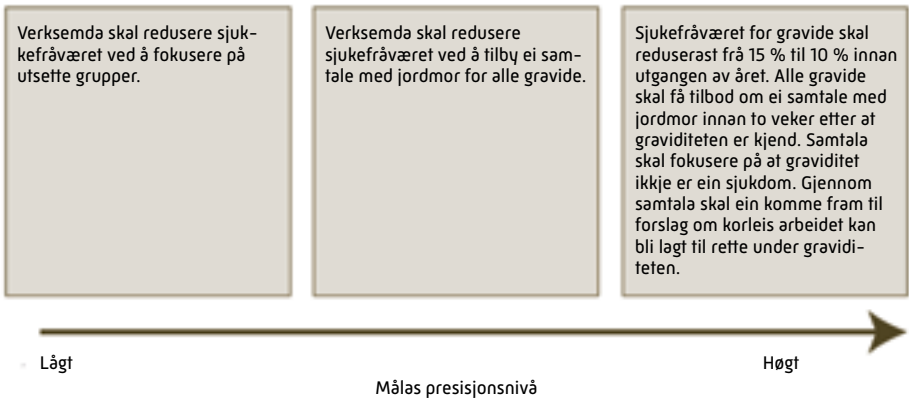 Verksemda skal redusere sjuk-
kefråværet ved å fokusere på
utsette grupper.
Verksemda skal redusere
sjukefråværet ved å tilby ei sam-
tale med jordmor for alle gravide.
Sjukefråværet for gravide skal
reduserast frå 15 % til 10 % innan
utgangen av året. Alle gravide
skal få tilbod om ei samtale med
jordmor innan to veker etter at
graviditeten er kjend. Samtala
skal fokusere på at graviditet
ikkje er ein sjukdom. Gjennom
samtala skal ein komme fram til
forslag om korleis arbeidet kan
bli lagt til rette under gravidi-
teten.
Lågt
Høgt
Målas presisjonsnivå